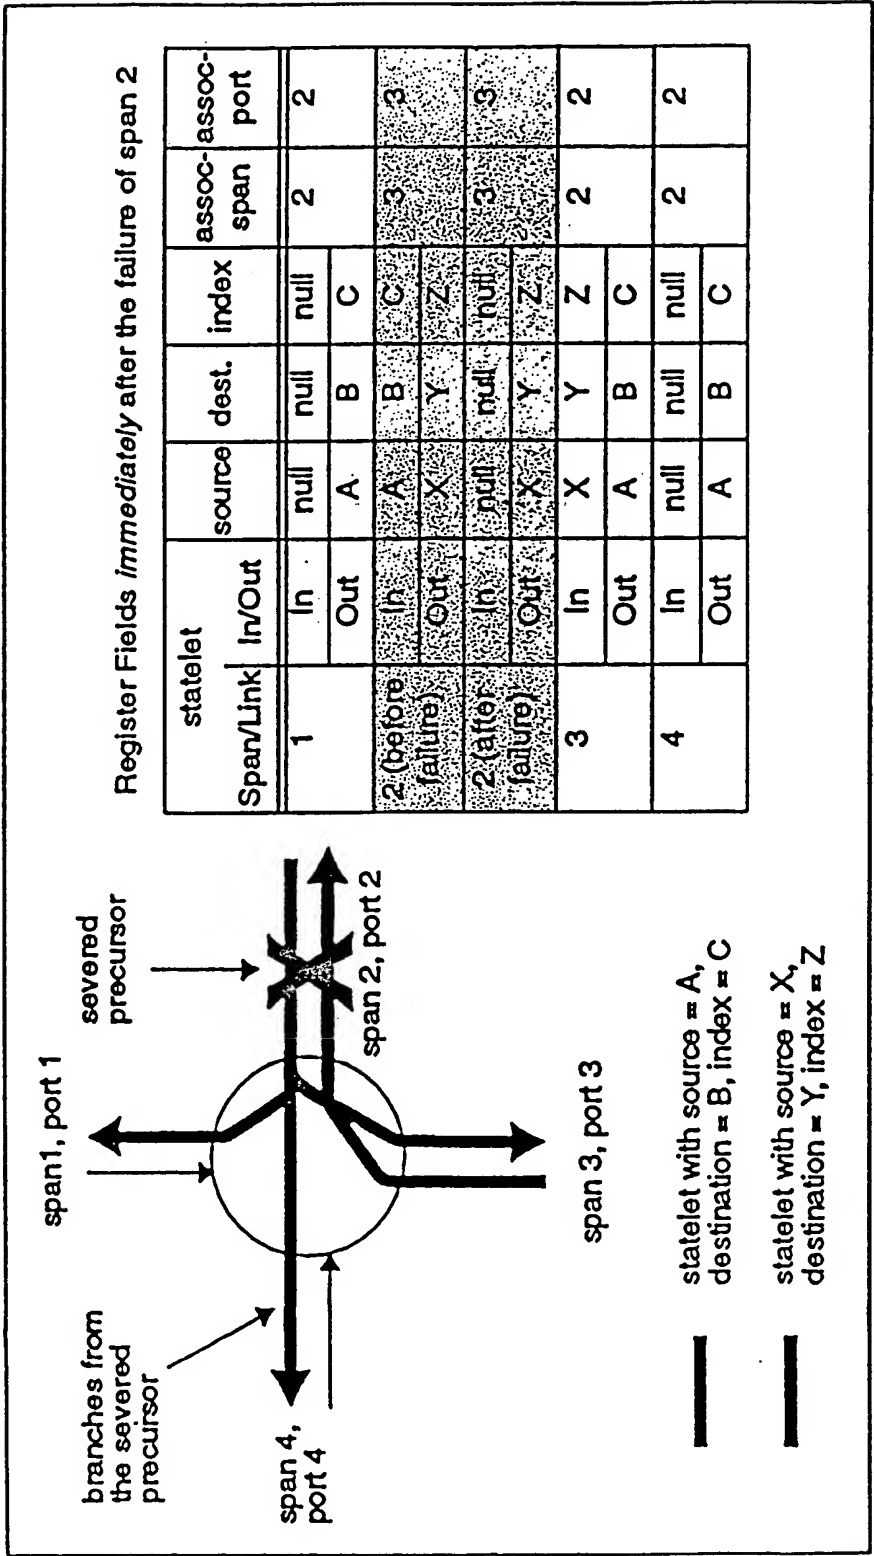 severed
precursor
span1, port 1
branches from
the severed
precursor
span 2, port 2
span 4,
port 4
span 3, port 3
statelet with source = A,
destination = B, index = C
statelet with source = X,
destination = Y, index = Z
Register Fields immediately after the failure of span 2
statelet source dest. index assoc- assoc-
Span/Link In/Out span port
1 In null null null 2 2
Out A B C
2 (before In A B C 3 3
failure) Out X Y Z
2 (after In null null null 3 3
failure) Out X Y Z
3 In X Y Z 2 2
Out A B C
4 In null null null 2 2
Out A B C